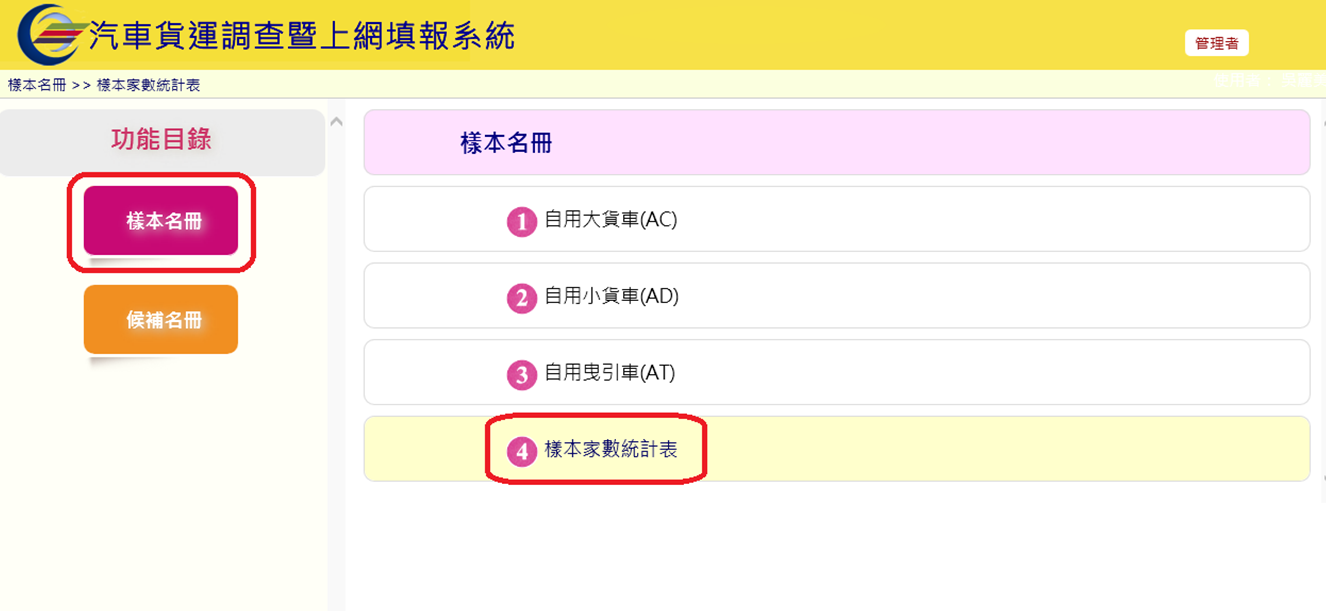 汽車貨運調查暨上網填報系統
管理者
樣本名冊 >> 樣本家數統計表
功能目錄
樣本名冊
候補名冊
樣本名冊
1 自用大貨車(AC)
2 自用小貨車(AD)
3 自用曳引車(AT)
4 樣本家數統計表